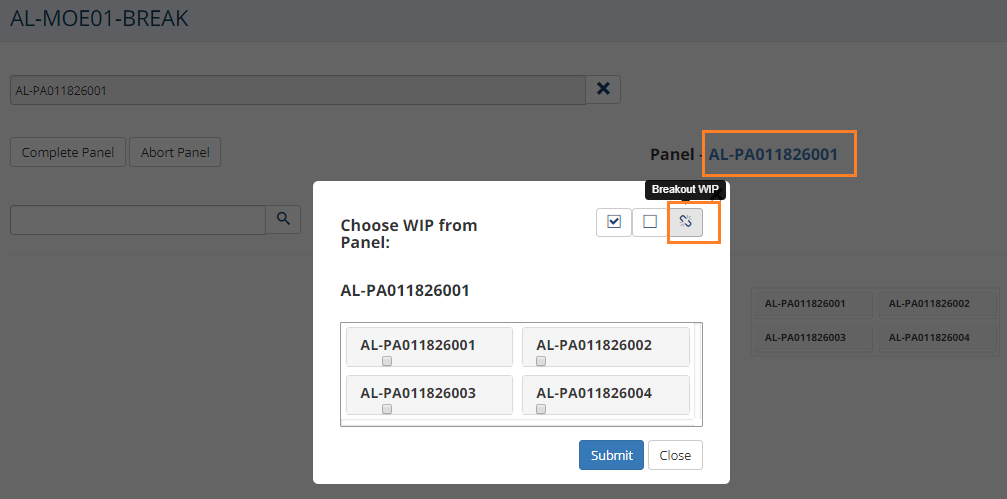 AL-MOE01-BREAK
AL-PA011826001
Complete Panel Abort Panel
Panel - AL-PA011826001
Breakout WIP
Choose WIP from
Panel:
AL-PA011826001
AL-PA011826001 AL-PA011826002
AL-PA011826003 AL-PA011826004
Submit Close
AL-PA011826001 AL-PA011826002
AL-PA011826003 AL-PA011826004